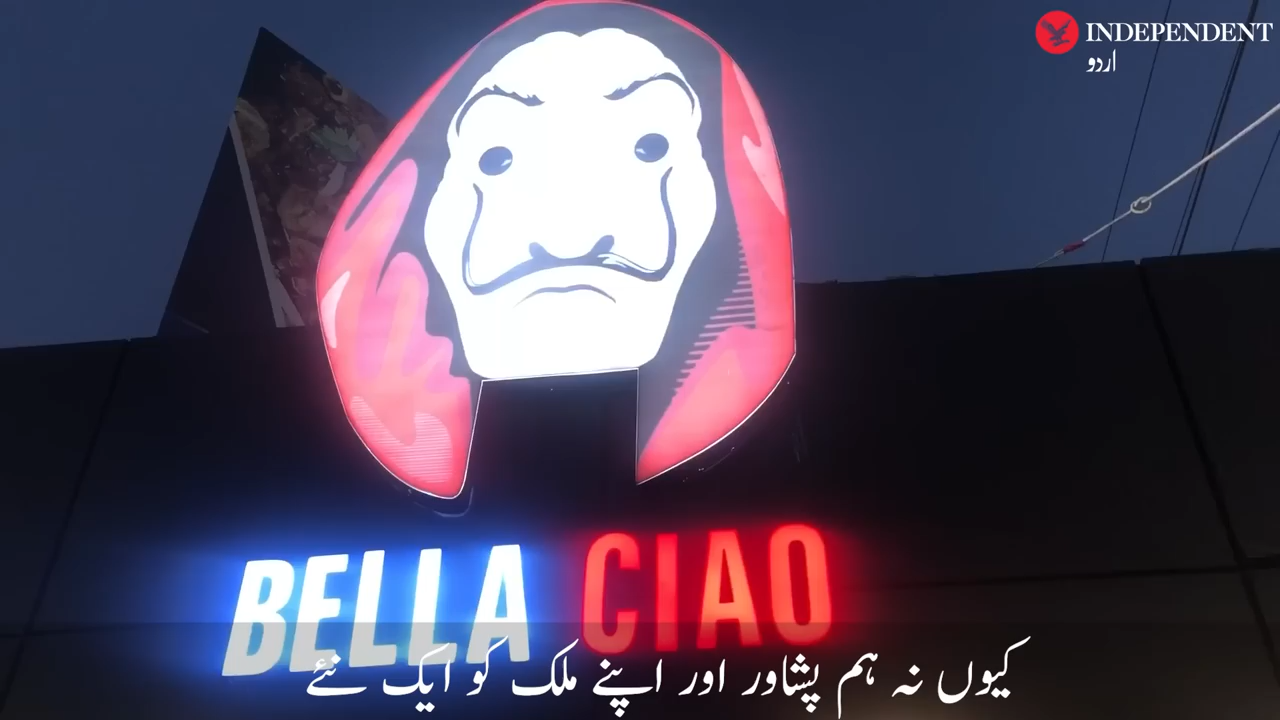 INDEPENDENT
اردو
BELLA CIAO
کیوں نہ ہم پشاور اور اپنے ملک کو ایک نئے